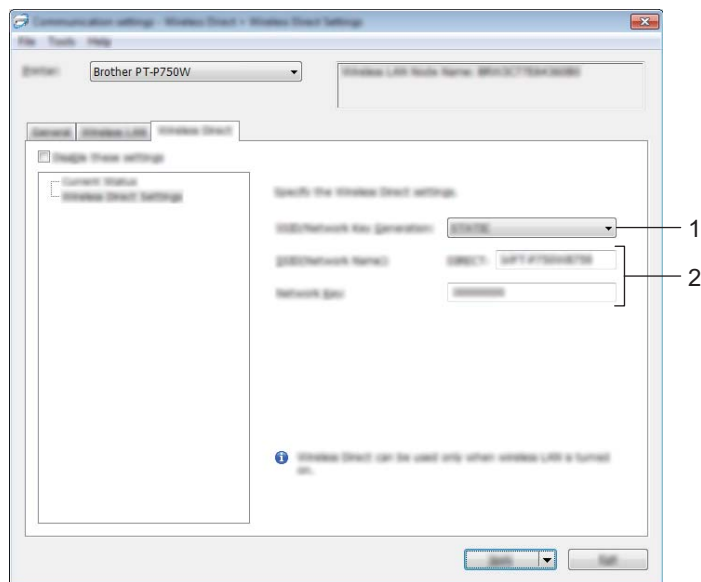 Communication settings - Wireless Direct > Wireless Direct Settings
File Tools Help
Printer:
Brother PT-P750W
Wireless LAN Node Name:
General Wireless LAN Wireless Direct
Disable these settings
Current Status
Wireless Direct Settings
Specify the Wireless Direct settings.
SSID/Network Key Generation: STATIC
1
SSID(Network Name): DIRECT-
2
Network Key: 00000000
Wireless Direct can be used only when wireless LAN is turned
on.
Apply Exit